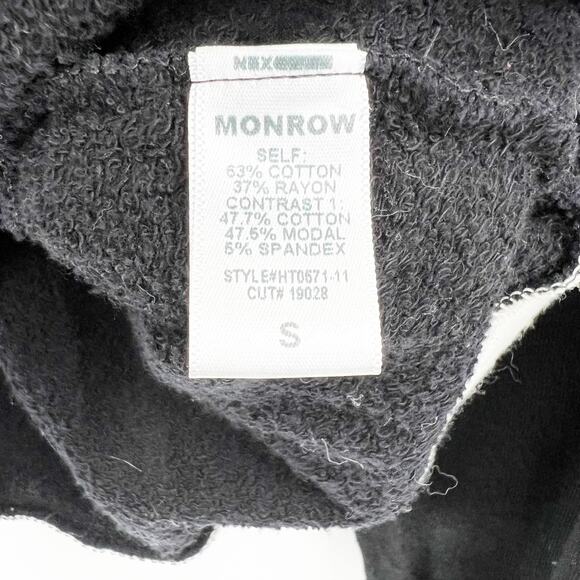 MONROW
SELF:
63% COTTON
37% RAYON
CONTRAST 1:
47.7% COTTON
47.5% MODAL
5% SPANDEX
STYLE#HT0671-11
CUT# 19028
S